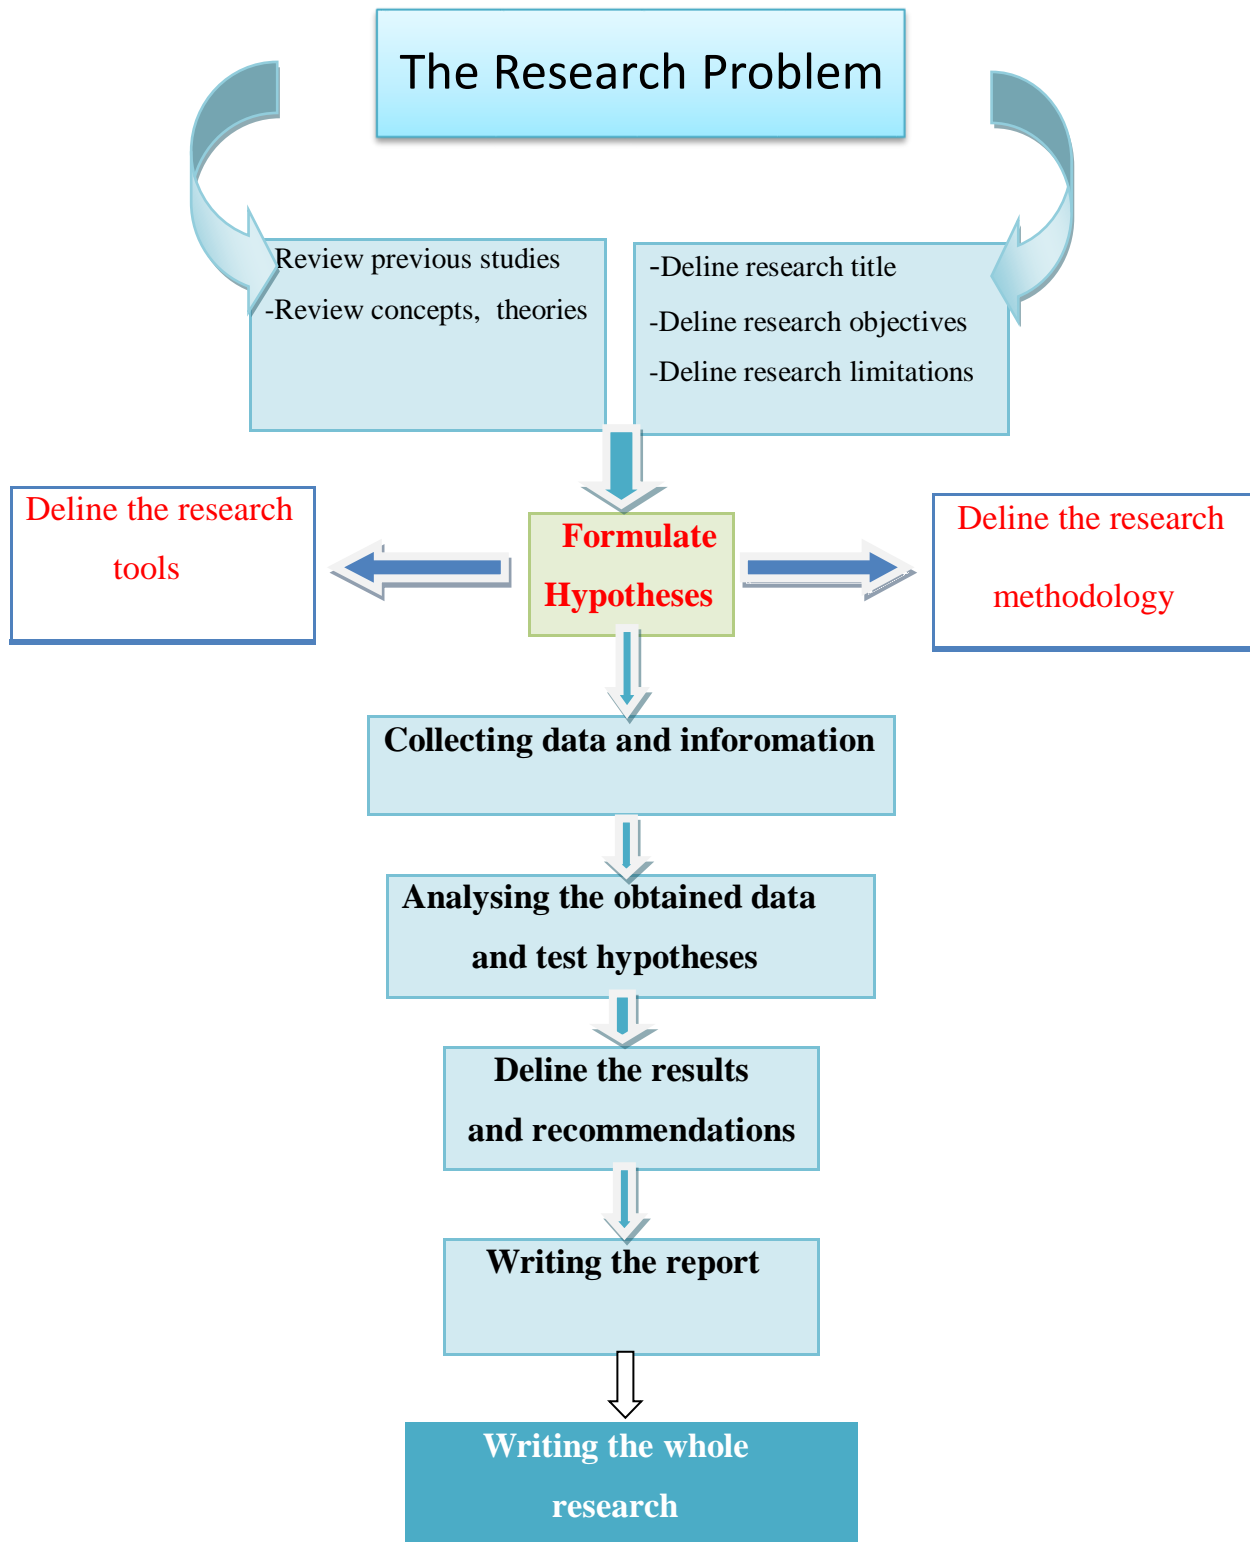 The Research Problem
Review previous studies
-Review concepts, theories
-Deline research title
-Deline research objectives
-Deline research limitations
Deline the research
tools
Formulate
Hypotheses
Deline the research
methodology
Collecting data and inforomation
Analysing the obtained data
and test hypotheses
Deline the results
and recommendations
Writing the report
Writing the whole
research